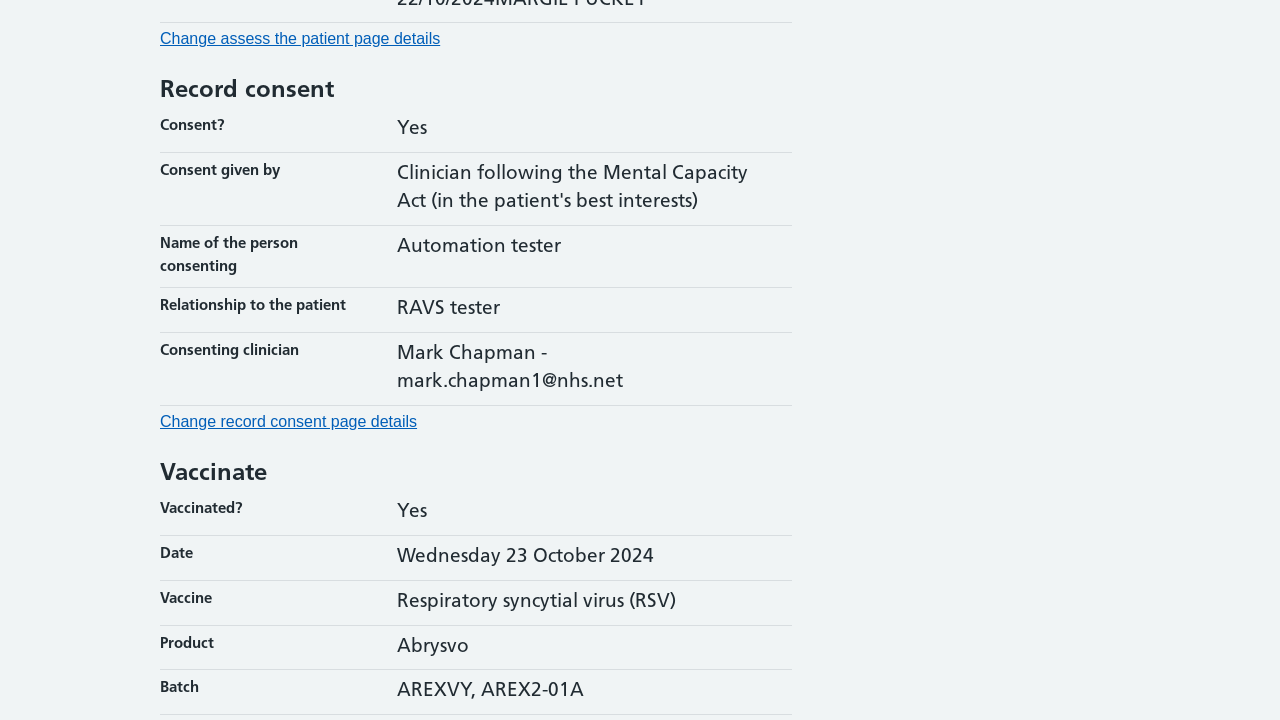 Change assess the patient page details
Record consent
Consent?
Yes
Consent given by
Clinician following the Mental Capacity
Act (in the patient's best interests)
Name of the person
consenting
Automation tester
Relationship to the patient
RAVS tester
Consenting clinician
Mark Chapman -
mark.chapman1@nhs.net
Change record consent page details
Vaccinate
Vaccinated?
Yes
Date
Wednesday 23 October 2024
Vaccine
Respiratory syncytial virus (RSV)
Product
Abrysvo
Batch
AREXVY, AREX2-01A